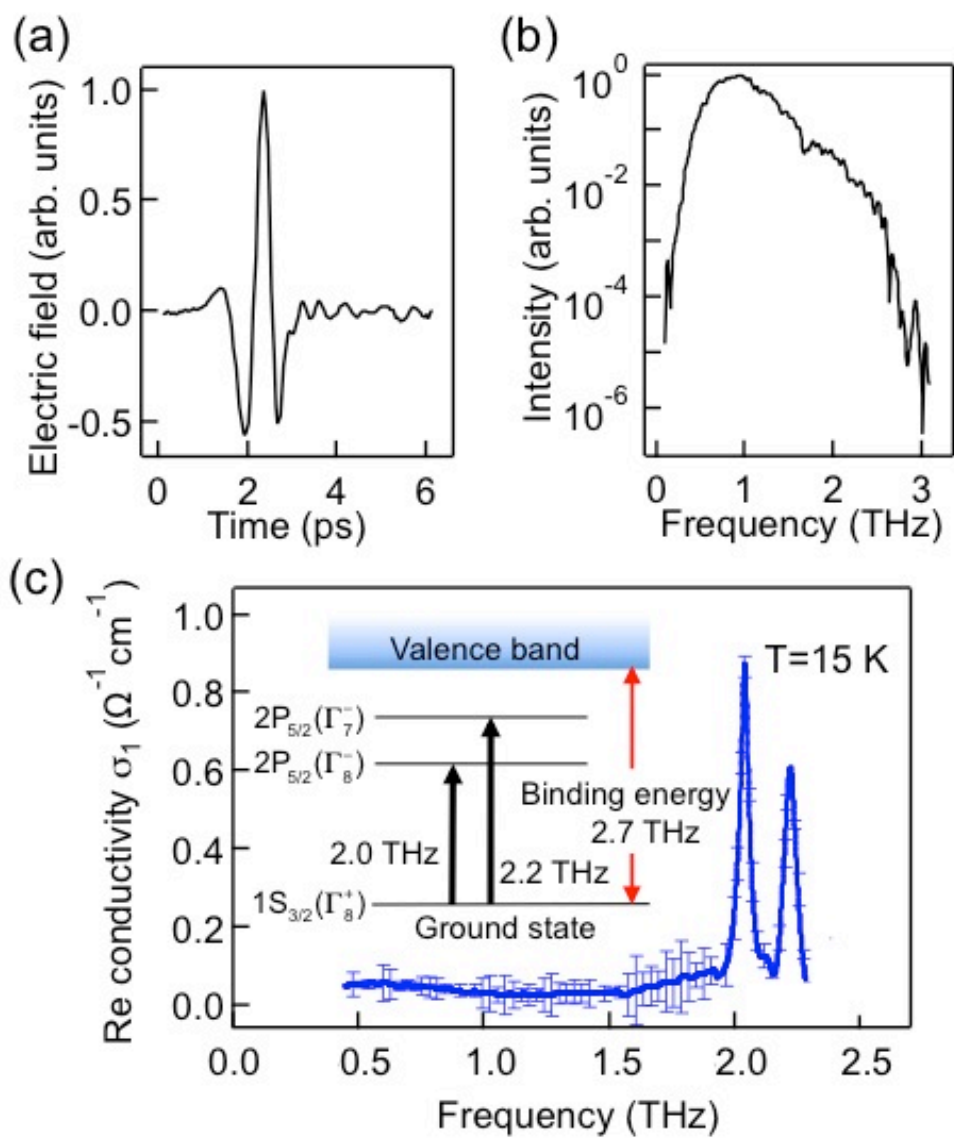 (a)
Electric field (arb. units)
1.0
0.5
0.0
-0.5
0 2 4 6
Time (ps)
(b)
Intensity (arb. units)
10^0
10^-2
10^-4
10^-6
0 1 2 3
Frequency (THz)
(c)
Re conductivity σ₁ (Ω⁻¹ cm⁻¹)
1.0
0.8
0.6
0.4
0.2
0.0
Valence band
T=15 K
2P₅/₂(Γ₇⁻)
2P₅/₂(Γ₈⁻)
Binding energy
2.7 THz
2.0 THz
2.2 THz
1S₃/₂(Γ₈⁺)
Ground state
0.0 0.5 1.0 1.5 2.0 2.5
Frequency (THz)